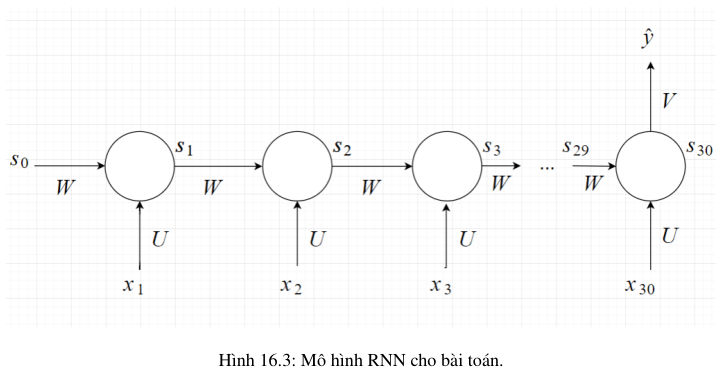 ŷ
V
s₀ s₁ s₂ s₃ ... s₂₉ s₃₀
W W W W W
U U U U
x₁ x₂ x₃ x₃₀
Hình 16.3: Mô hình RNN cho bài toán.